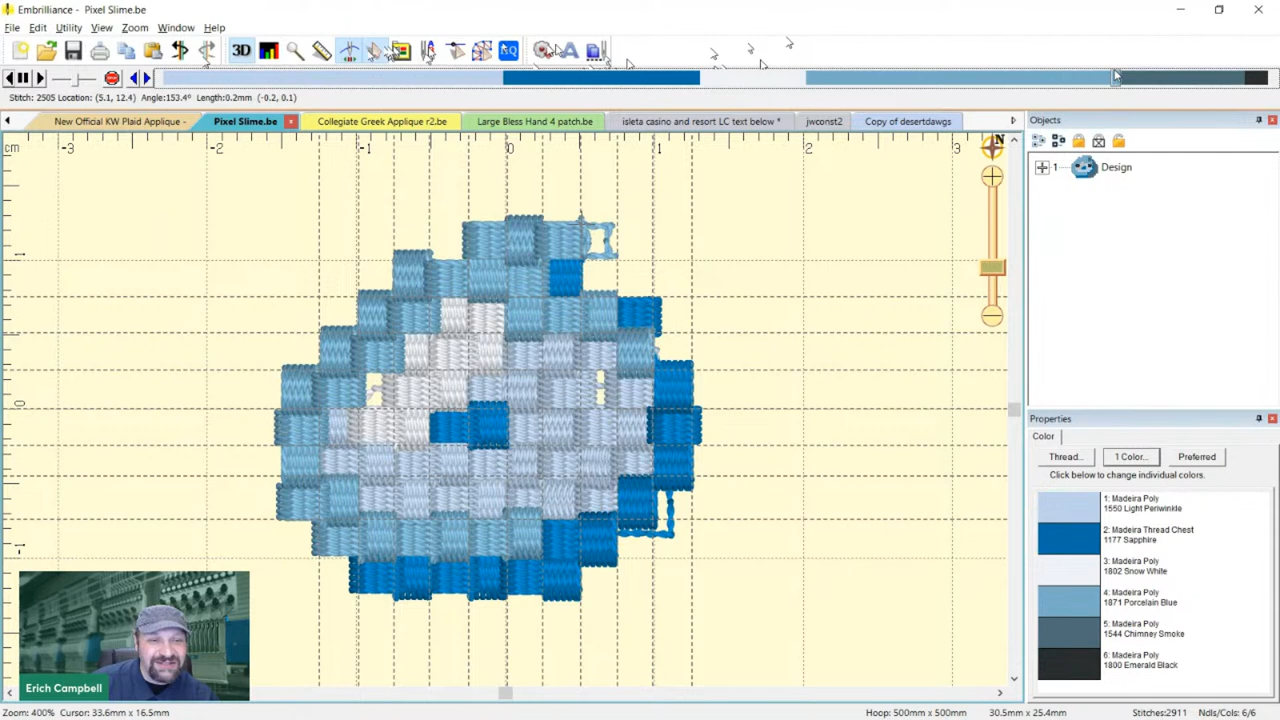 Embrilliance - Pixel Slime.be
File Edit Utility View Zoom Window Help
3D
A
HQ
Stitch: 2505 Location: (5.1, 12.4) Angle:153.4° Length:0.2mm (-0.2, 0.1)
New Official KW Plaid Applique -
Pixel Slime.be
Collegiate Greek Applique r2.be
Large Bless Hand 4 patch.be
isleta casino and resort LC text below *
jwconst2
Copy of desertdawgs
Objects
cm
-3 -2 -1 0 1 2 3
N
1 Design
1
0
-1
Properties
Color
Thread... 1 Color... Preferred
Click below to change individual colors.
1: Madeira Poly
1550 Light Periwinkle
2: Madeira Thread Chest
1177 Sapphire
3: Madeira Poly
1802 Snow White
4: Madeira Poly
1871 Porcelain Blue
5: Madeira Poly
1544 Chimney Smoke
6: Madeira Poly
1800 Emerald Black
Erich Campbell
Zoom: 400% Cursor: 33.6mm x 16.5mm
Hoop: 500mm x 500mm
30.5mm x 25.4mm
Stitches:2911
Ndls/Cols: 6/6